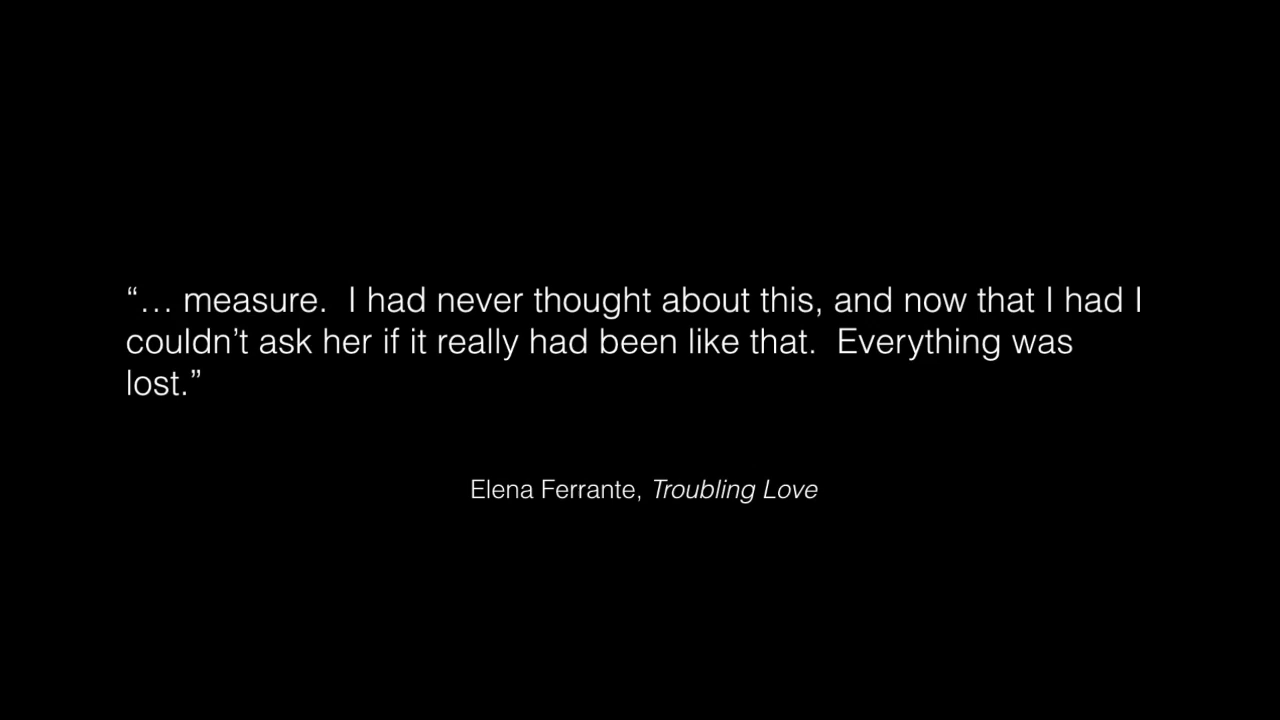 “… measure.  I had never thought about this, and now that I had I
couldn’t ask her if it really had been like that.  Everything was
lost.”
Elena Ferrante, Troubling Love